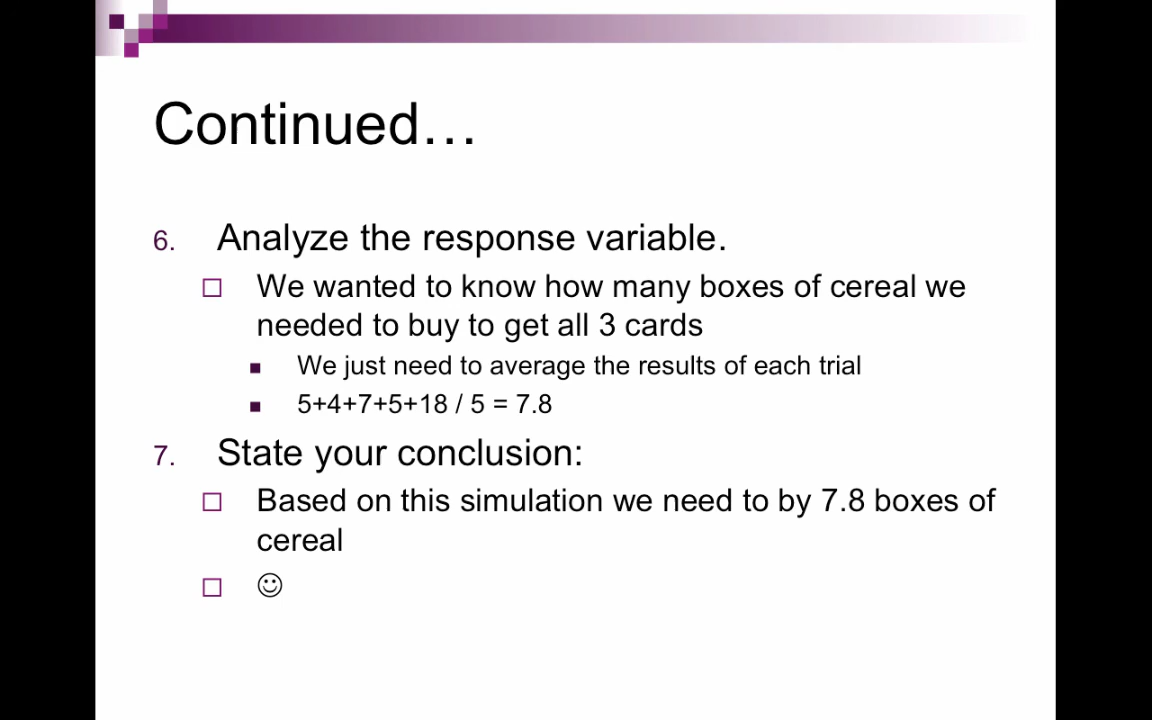 Continued…
6. Analyze the response variable.
We wanted to know how many boxes of cereal we
needed to buy to get all 3 cards
We just need to average the results of each trial
5+4+7+5+18 / 5 = 7.8
7. State your conclusion:
Based on this simulation we need to by 7.8 boxes of
cereal
☺